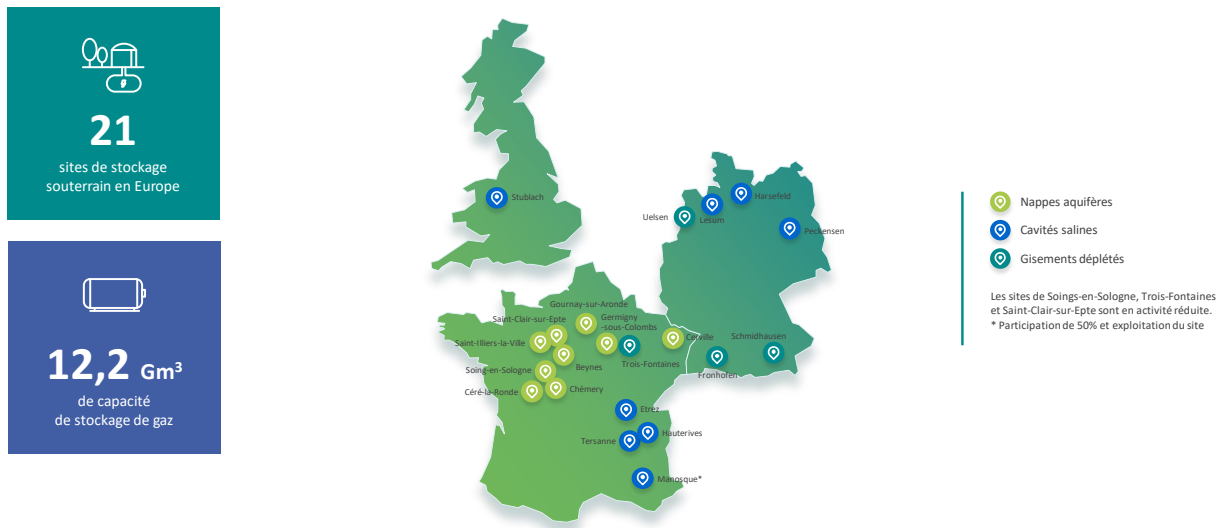 21
sites de stockage
souterrain en Europe
12,2 Gm³
de capacité
de stockage de gaz
Stublach
Uelsen
Lesum
Harsefeld
Peckensen
Gournay-sur-Aronde
Saint-Clair-sur-Epte
Germigny
-sous-Colombs
Saint-Illiers-la-Ville
Cerville
Schmidhausen
Beynes
Trois-Fontaines
Fronhofen
Soing-en-Sologne
Céré-la-Ronde
Chémery
Etrez
Hauterives
Tersanne
Manosque*
Nappes aquifères
Cavités salines
Gisements déplétés
Les sites de Soings-en-Sologne, Trois-Fontaines
et Saint-Clair-sur-Epte sont en activité réduite.
* Participation de 50% et exploitation du site